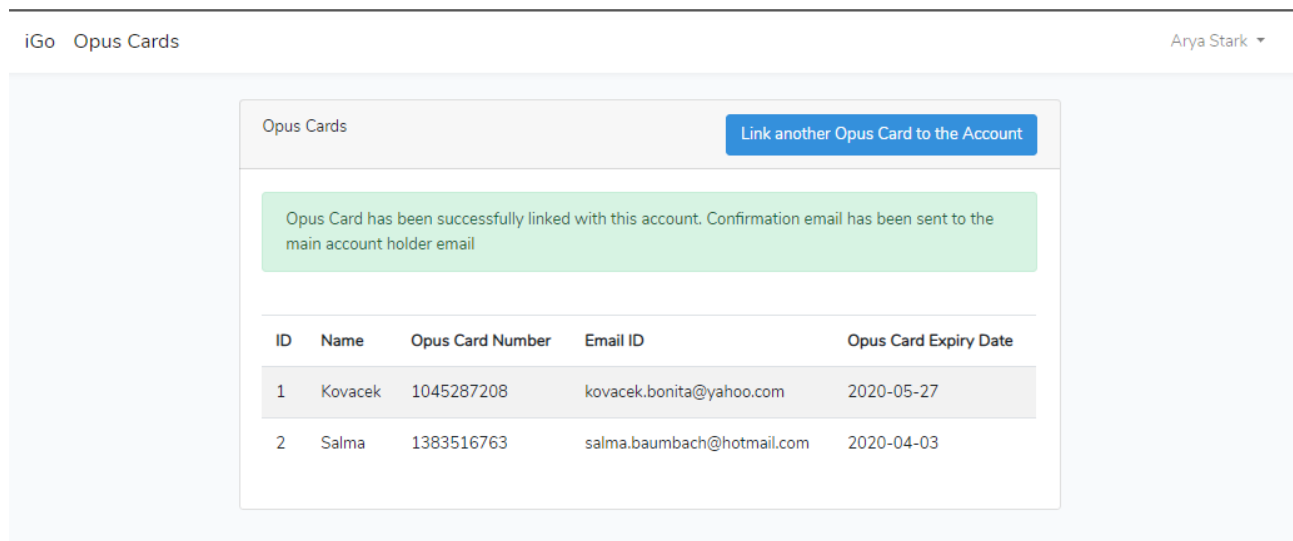 iGo Opus Cards Arya Stark
Opus Cards Link another Opus Card to the Account
Opus Card has been successfully linked with this account. Confirmation email has been sent to the
main account holder email
ID Name Opus Card Number Email ID Opus Card Expiry Date
1 Kovacek 1045287208 kovacek.bonita@yahoo.com 2020-05-27
2 Salma 1383516763 salma.baumbach@hotmail.com 2020-04-03